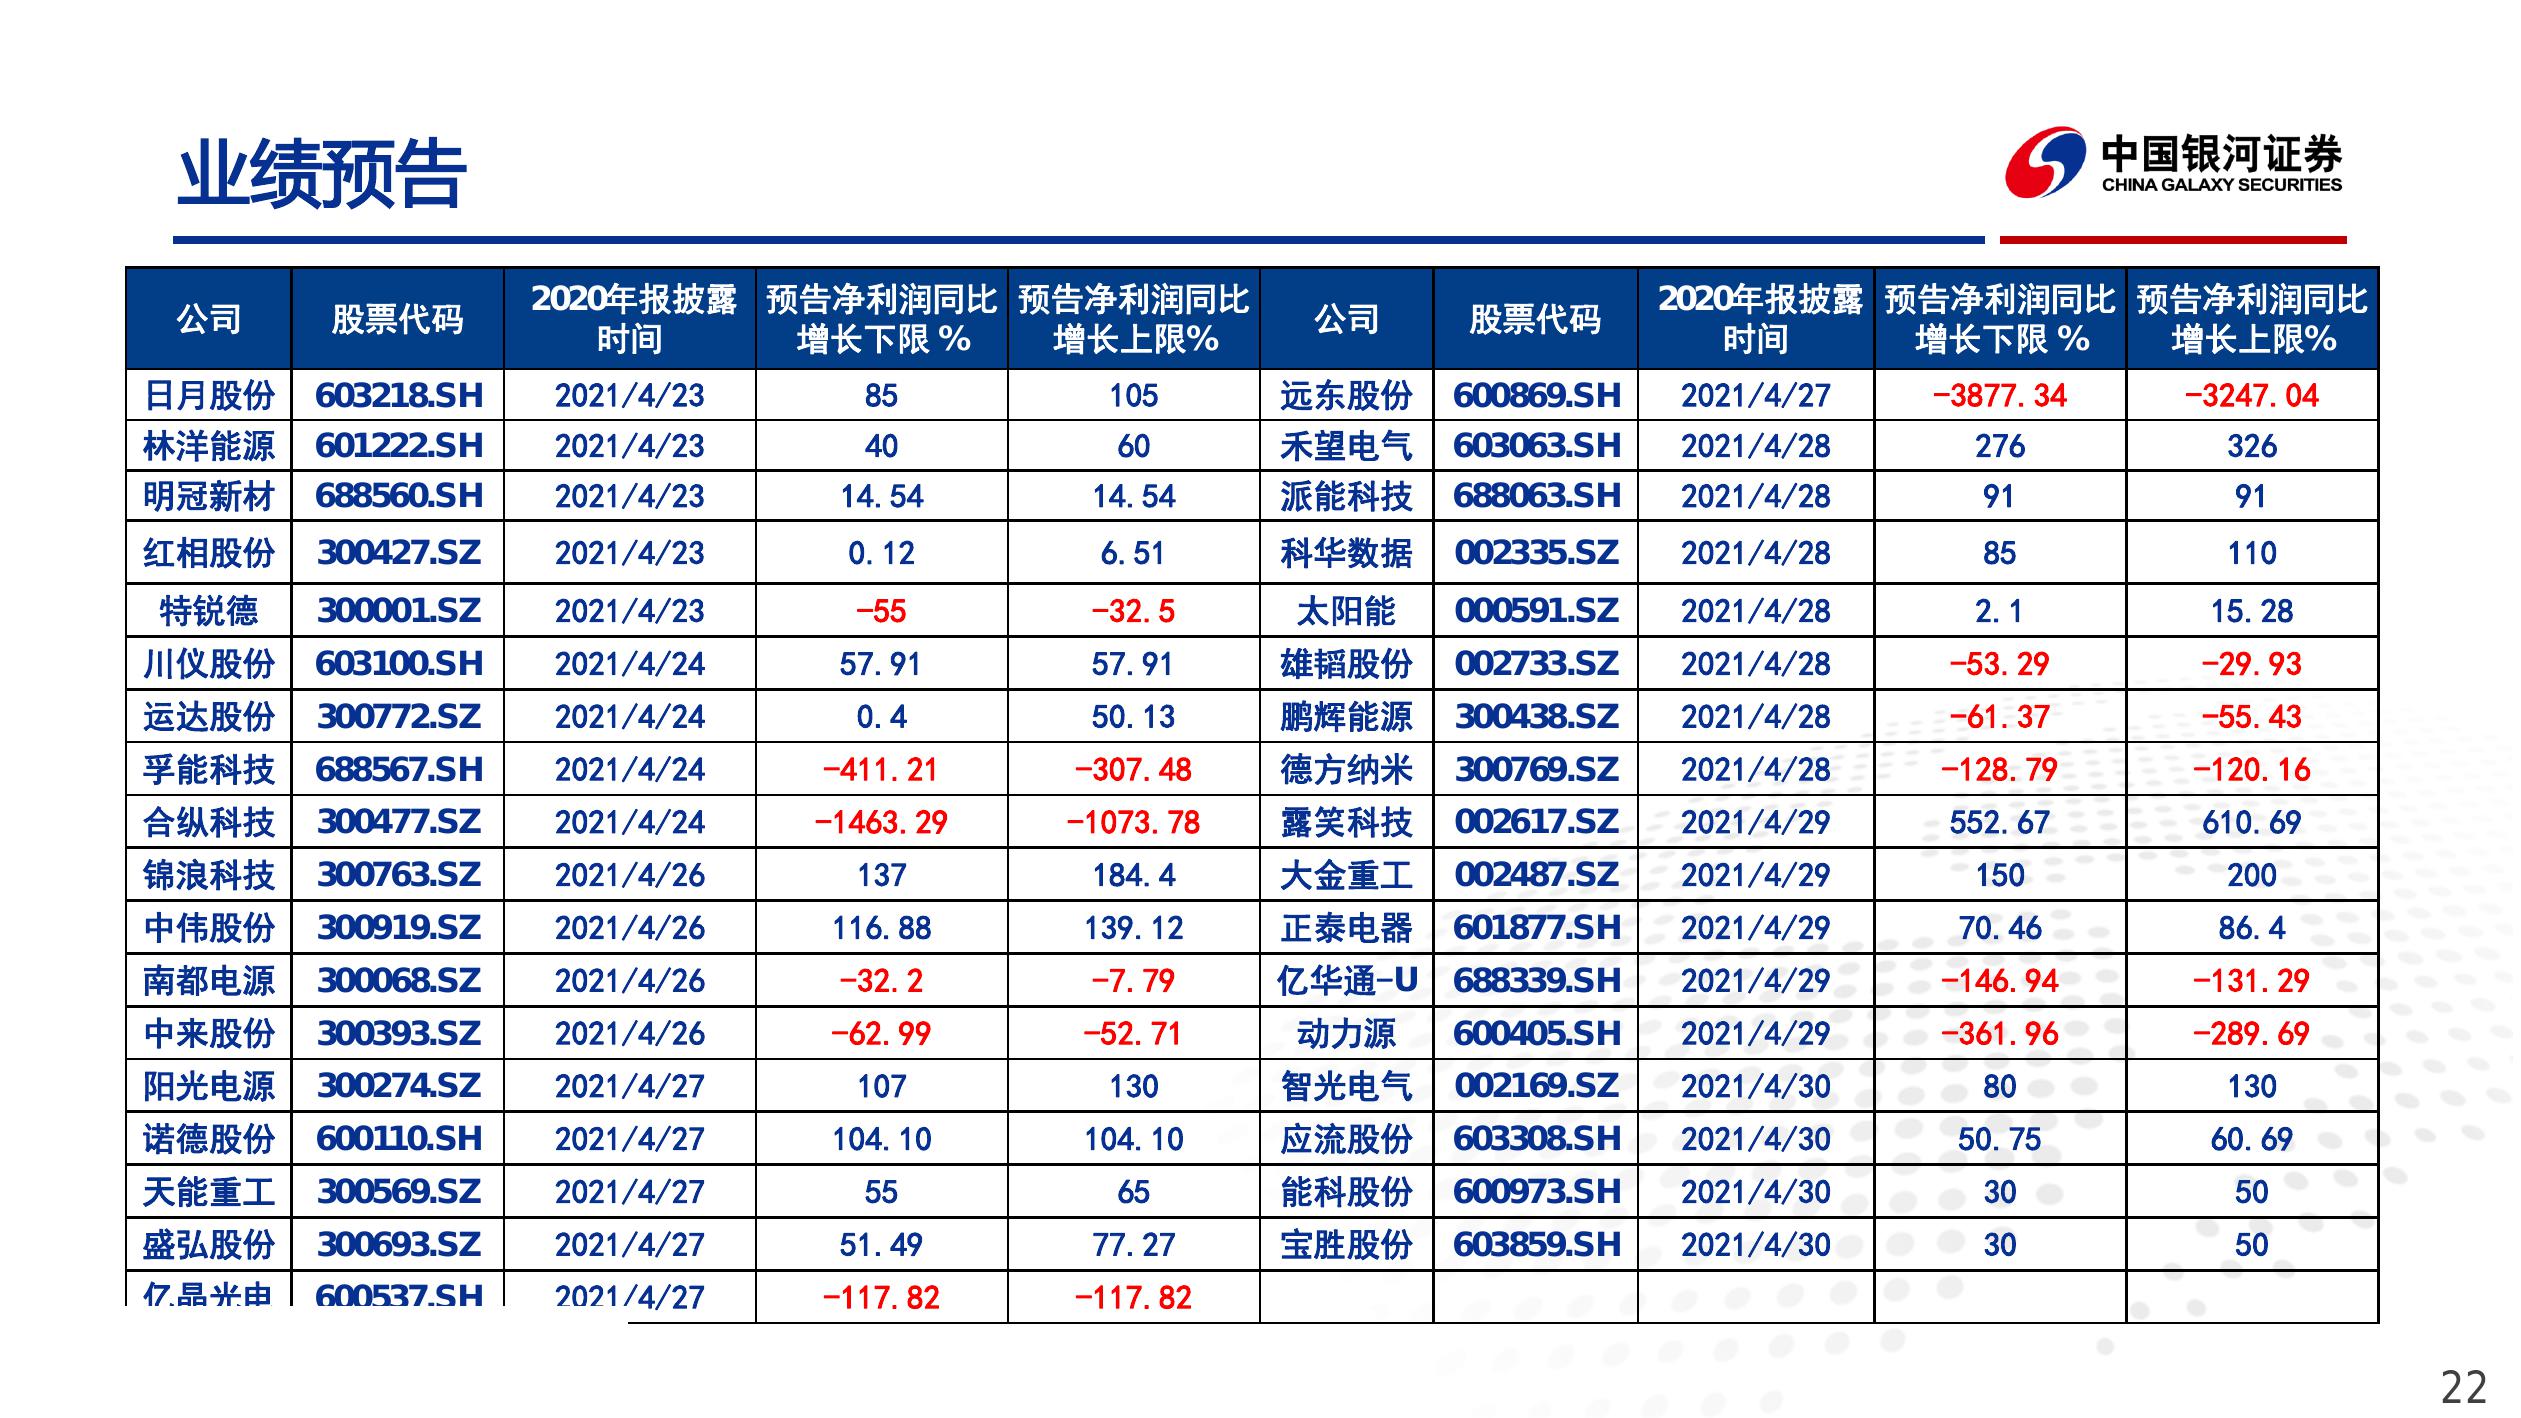 业绩预告
中国银河证券
CHINA GALAXY SECURITIES
公司 股票代码 2020年报披露时间 预告净利润同比增长下限 % 预告净利润同比增长上限% 公司 股票代码 2020年报披露时间 预告净利润同比增长下限 % 预告净利润同比增长上限%
日月股份 603218.SH 2021/4/23 85 105 远东股份 600869.SH 2021/4/27 -3877.34 -3247.04
林洋能源 601222.SH 2021/4/23 40 60 禾望电气 603063.SH 2021/4/28 276 326
明冠新材 688560.SH 2021/4/23 14.54 14.54 派能科技 688063.SH 2021/4/28 91 91
红相股份 300427.SZ 2021/4/23 0.12 6.51 科华数据 002335.SZ 2021/4/28 85 110
特锐德 300001.SZ 2021/4/23 -55 -32.5 太阳能 000591.SZ 2021/4/28 2.1 15.28
川仪股份 603100.SH 2021/4/24 57.91 57.91 雄韬股份 002733.SZ 2021/4/28 -53.29 -29.93
运达股份 300772.SZ 2021/4/24 0.4 50.13 鹏辉能源 300438.SZ 2021/4/28 -61.37 -55.43
孚能科技 688567.SH 2021/4/24 -411.21 -307.48 德方纳米 300769.SZ 2021/4/28 -128.79 -120.16
合纵科技 300477.SZ 2021/4/24 -1463.29 -1073.78 露笑科技 002617.SZ 2021/4/29 552.67 610.69
锦浪科技 300763.SZ 2021/4/26 137 184.4 大金重工 002487.SZ 2021/4/29 150 200
中伟股份 300919.SZ 2021/4/26 116.88 139.12 正泰电器 601877.SH 2021/4/29 70.46 86.4
南都电源 300068.SZ 2021/4/26 -32.2 -7.79 亿华通-U 688339.SH 2021/4/29 -146.94 -131.29
中来股份 300393.SZ 2021/4/26 -62.99 -52.71 动力源 600405.SH 2021/4/29 -361.96 -289.69
阳光电源 300274.SZ 2021/4/27 107 130 智光电气 002169.SZ 2021/4/30 80 130
诺德股份 600110.SH 2021/4/27 104.10 104.10 应流股份 603308.SH 2021/4/30 50.75 60.69
天能重工 300569.SZ 2021/4/27 55 65 能科股份 600973.SH 2021/4/30 30 50
盛弘股份 300693.SZ 2021/4/27 51.49 77.27 宝胜股份 603859.SH 2021/4/30 30 50
亿晶光电 600537.SH 2021/4/27 -117.82 -117.82
22